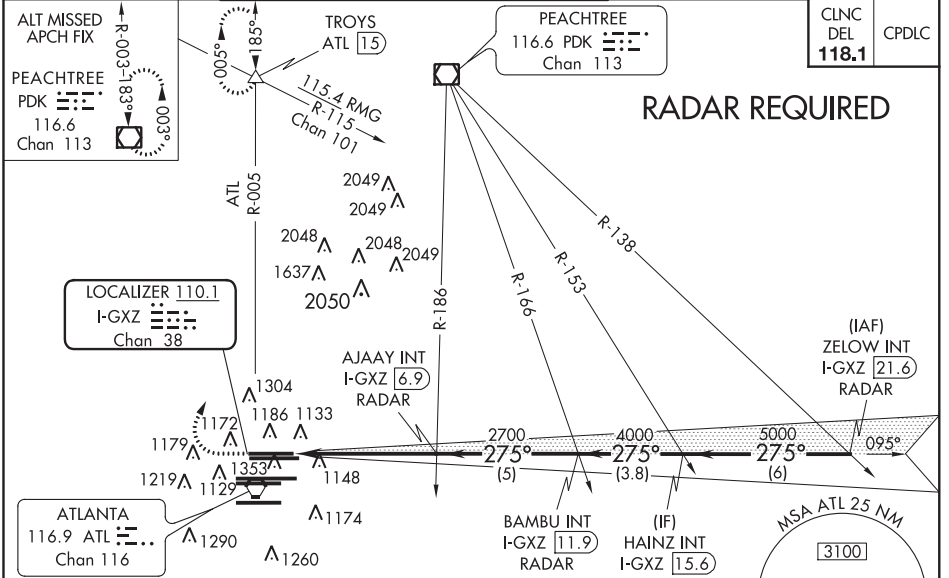 ALT MISSED
APCH FIX
PEACHTREE
PDK
116.6
Chan 113
R-003
183°
003°
005°
185°
TROYS
ATL 15
115.4 RMG
R-115
Chan 101
PEACHTREE
116.6 PDK
Chan 113
CLNC
DEL
118.1
CPDLC
RADAR REQUIRED
ATL
R-005
2049
2049
2048
2048
2049
1637
2050
R-186
R-166
R-153
R-138
LOCALIZER 110.1
I-GXZ
Chan 38
AJAAY INT
I-GXZ 6.9
RADAR
(IAF)
ZELOW INT
I-GXZ 21.6
RADAR
1304
1186
1133
1172
1179
1353
1148
1219
1129
1174
1290
1260
2700
4000
5000
275°
275°
275°
095°
(5)
(3.8)
(6)
ATLANTA
116.9 ATL
Chan 116
BAMBU INT
I-GXZ 11.9
RADAR
(IF)
HAINZ INT
I-GXZ 15.6
MSA ATL 25 NM
3100